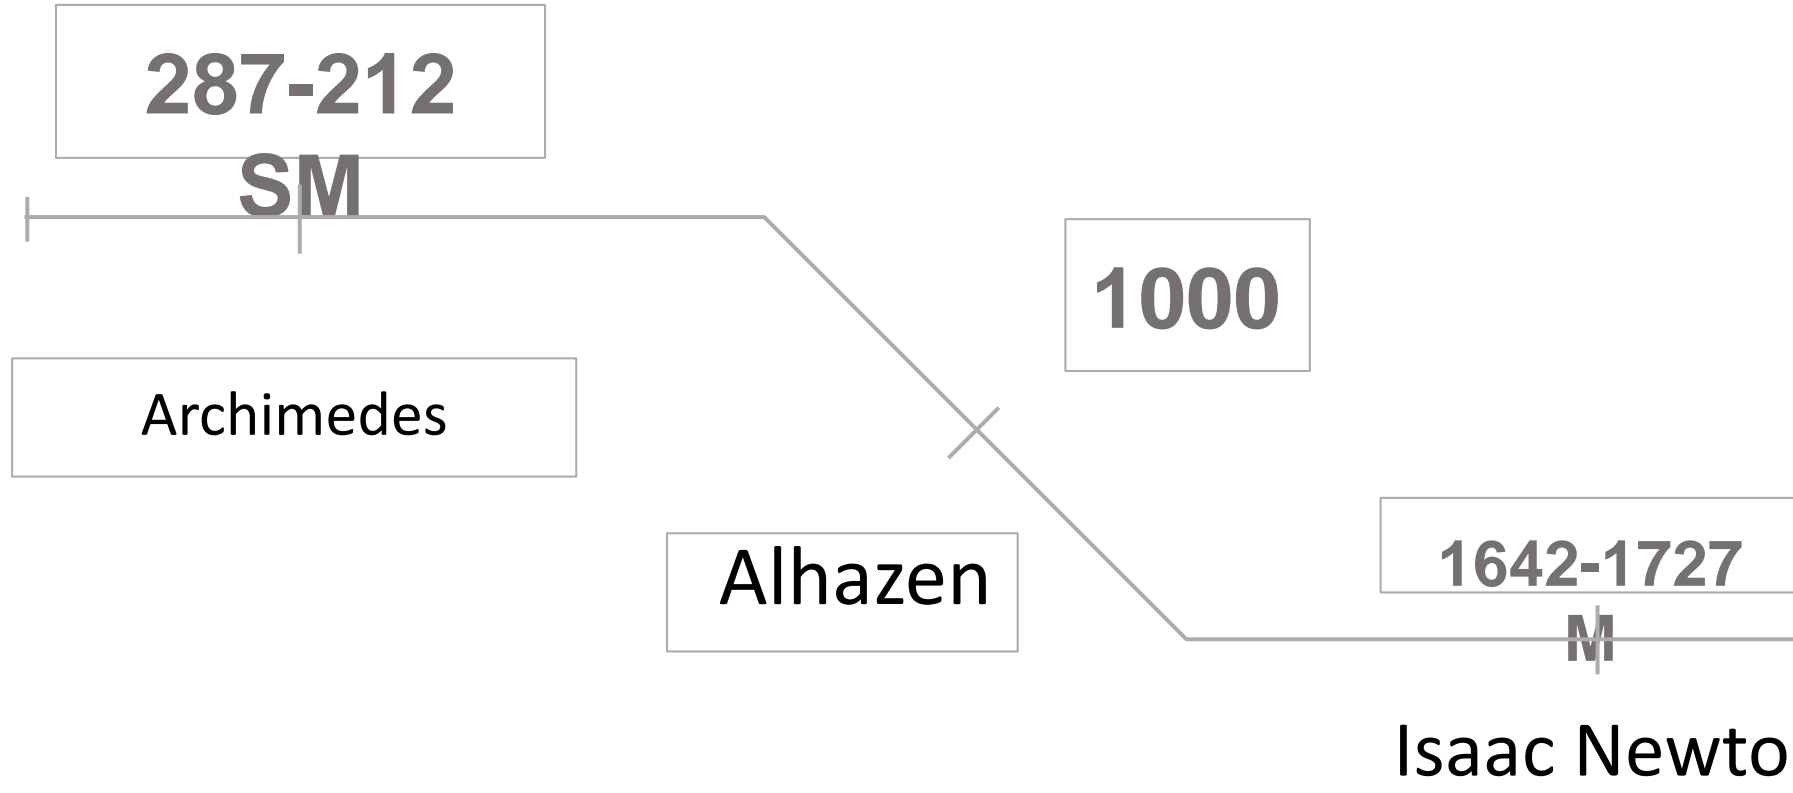 287-212
SM
Archimedes
1000
Alhazen
1642-1727
M
Isaac Newto